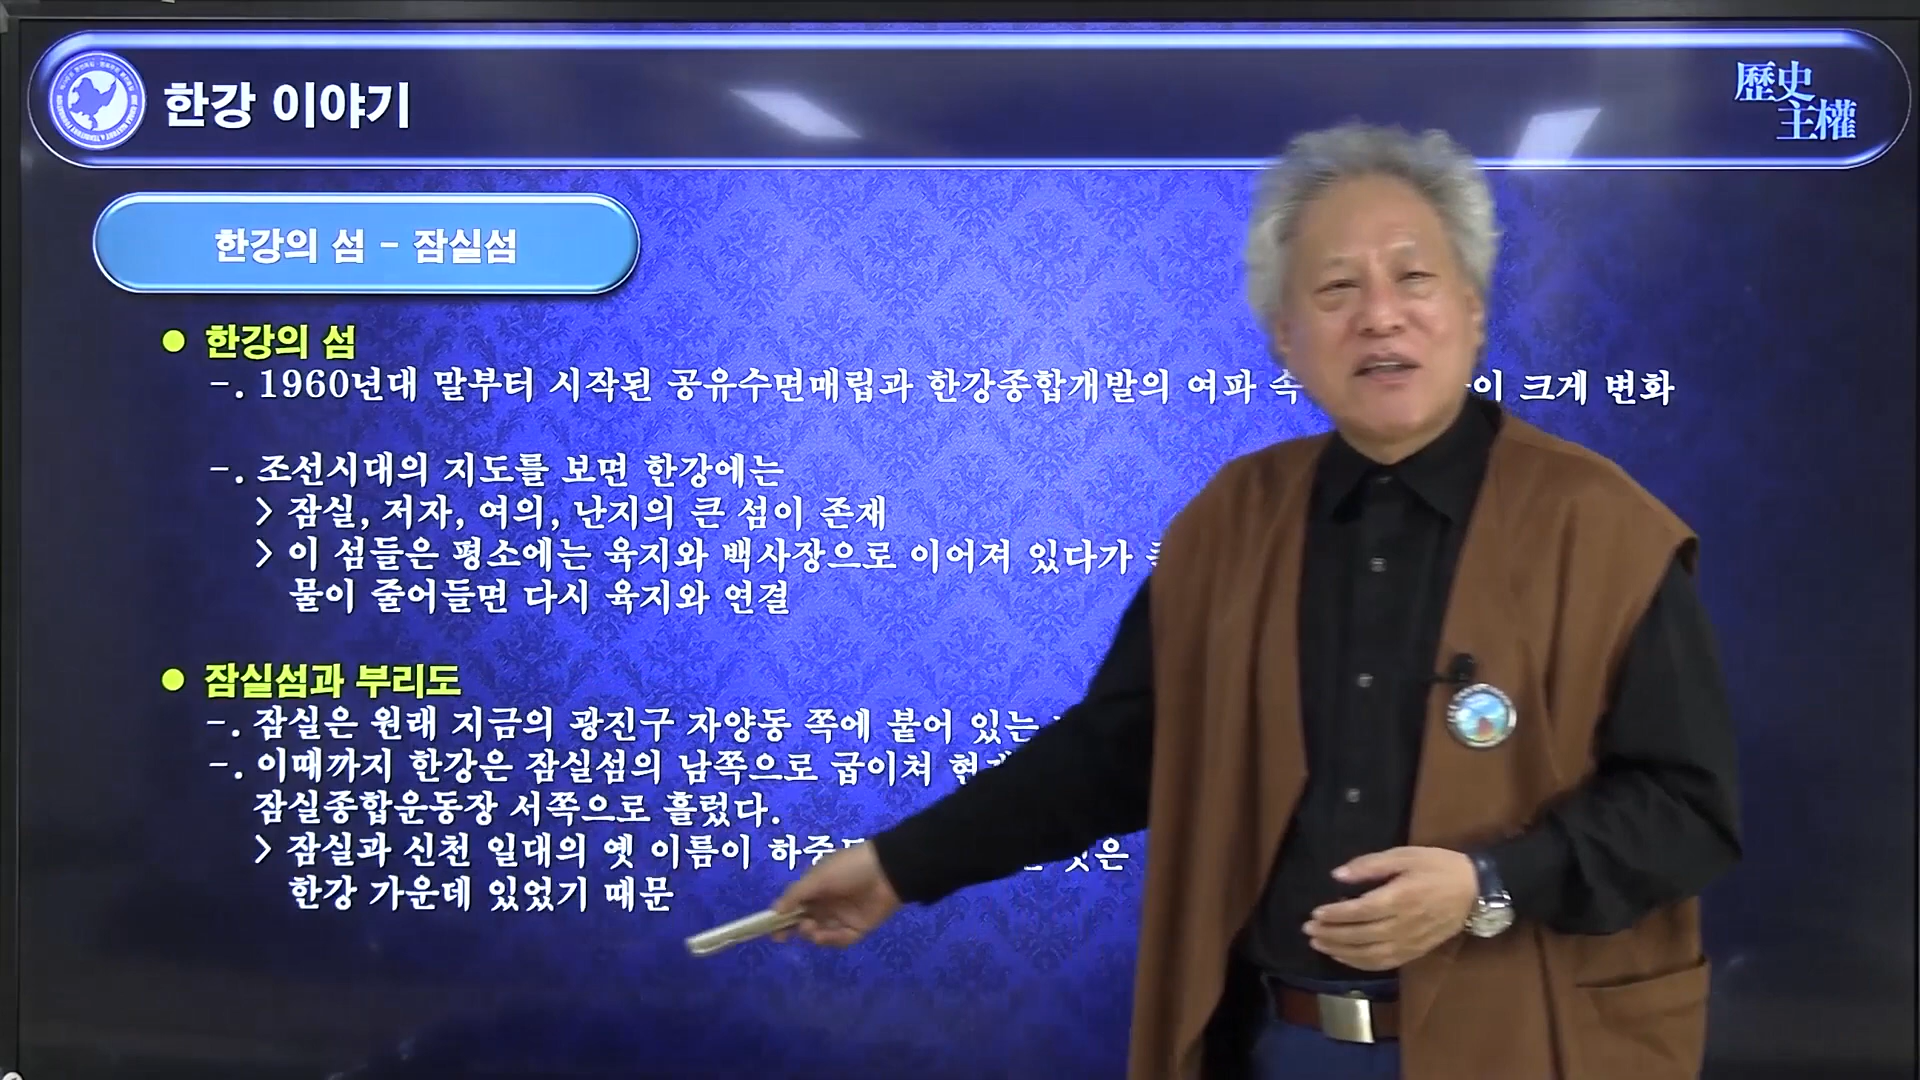 한강 이야기
歷史
主權
한강의 섬 - 잠실섬
● 한강의 섬
-. 1960년대 말부터 시작된 공유수면매립과 한강종합개발의 여파 속 크게 변화
-. 조선시대의 지도를 보면 한강에는
> 잠실, 저자, 여의, 난지의 큰 섬이 존재
> 이 섬들은 평소에는 육지와 백사장으로 이어져 있다가
물이 줄어들면 다시 육지와 연결
● 잠실섬과 부리도
-. 잠실은 원래 지금의 광진구 자양동 쪽에 붙어 있는
-. 이때까지 한강은 잠실섬의 남쪽으로 굽이쳐
잠실종합운동장 서쪽으로 흘렀다.
> 잠실과 신천 일대의 옛 이름이
한강 가운데 있었기 때문